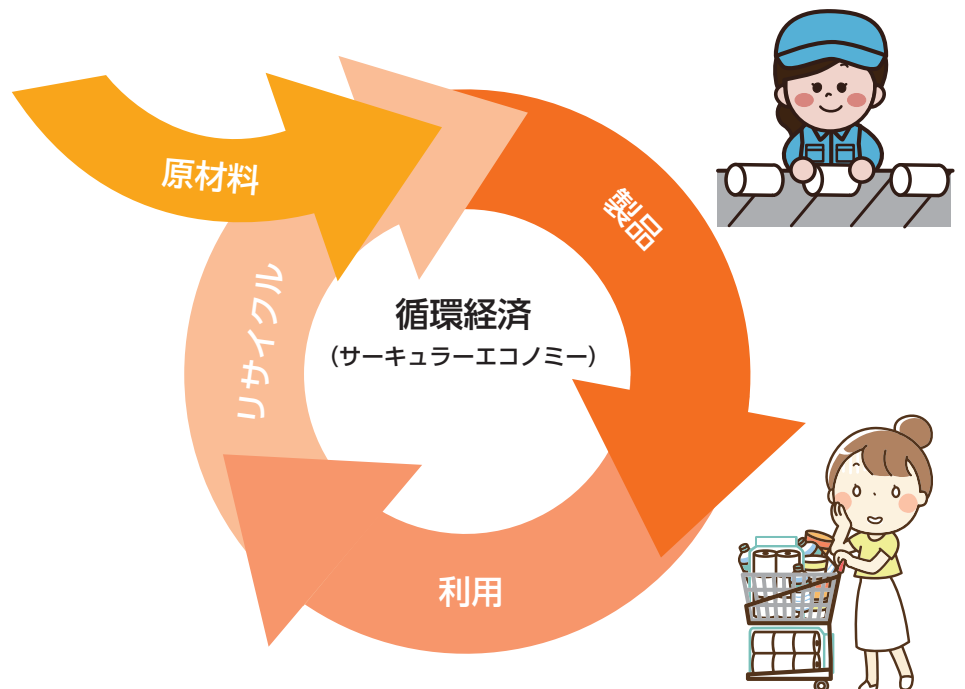 原材料
製品
リサイクル
循環経済
（サーキュラーエコノミー）
利用